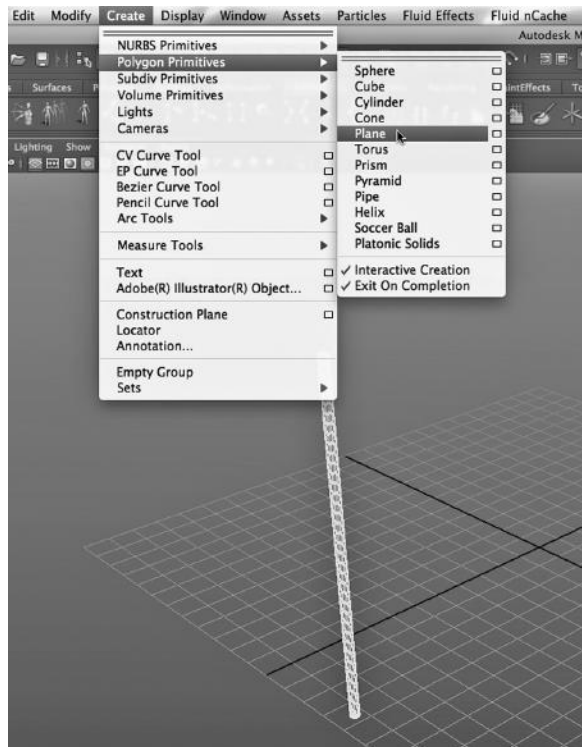 Edit Modify Create Display Window Assets Particles Fluid Effects Fluid nCache
Autodesk M
Surfaces
intEffects To
Lighting Show
NURBS Primitives
Polygon Primitives
Subdiv Primitives
Volume Primitives
Lights
Cameras
CV Curve Tool
EP Curve Tool
Bezier Curve Tool
Pencil Curve Tool
Arc Tools
Measure Tools
Text
Adobe(R) Illustrator(R) Object...
Construction Plane
Locator
Annotation...
Empty Group
Sets
Sphere
Cube
Cylinder
Cone
Plane
Torus
Prism
Pyramid
Pipe
Helix
Soccer Ball
Platonic Solids
✓ Interactive Creation
✓ Exit On Completion